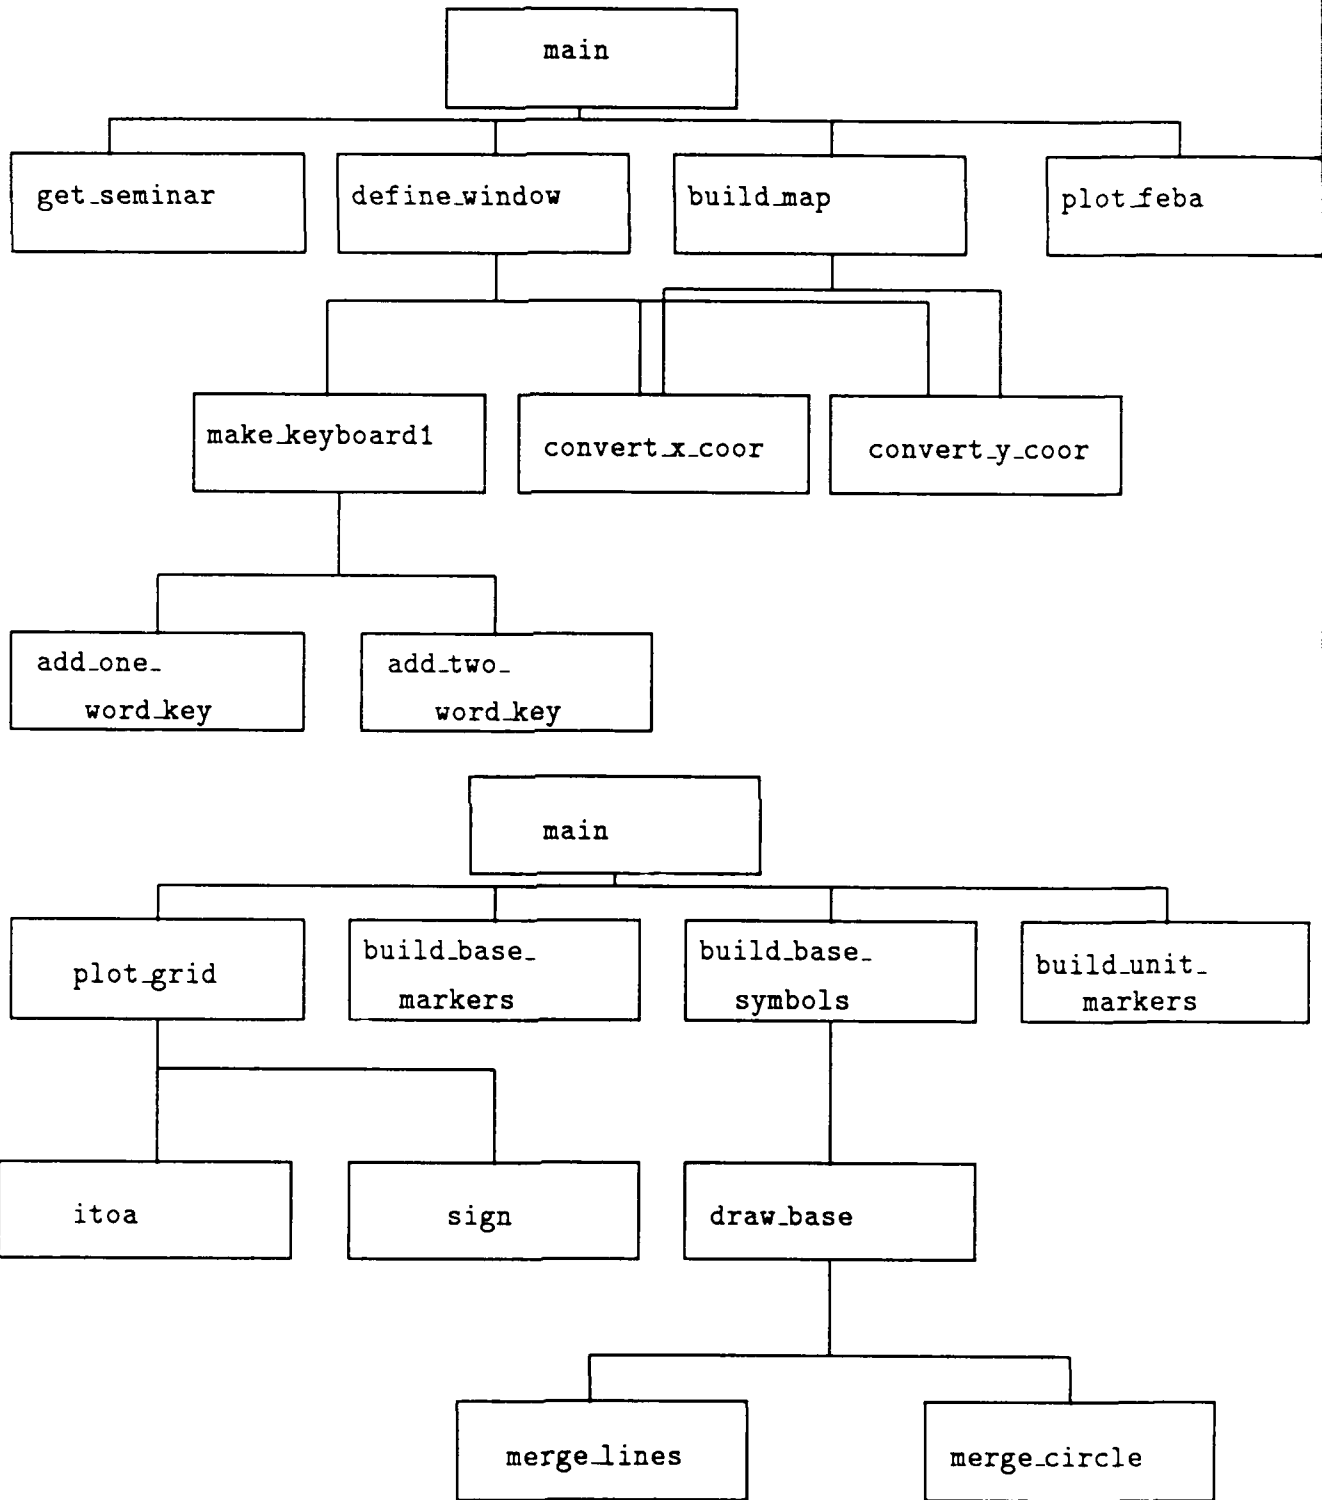 main
get_seminar
define_window
build_map
plot_feba
make_keyboard1
convert_x_coor
convert_y_coor
add_one_
word_key
add_two_
word_key
main
plot_grid
build_base_
markers
build_base_
symbols
build_unit_
markers
itoa
sign
draw_base
merge_lines
merge_circle